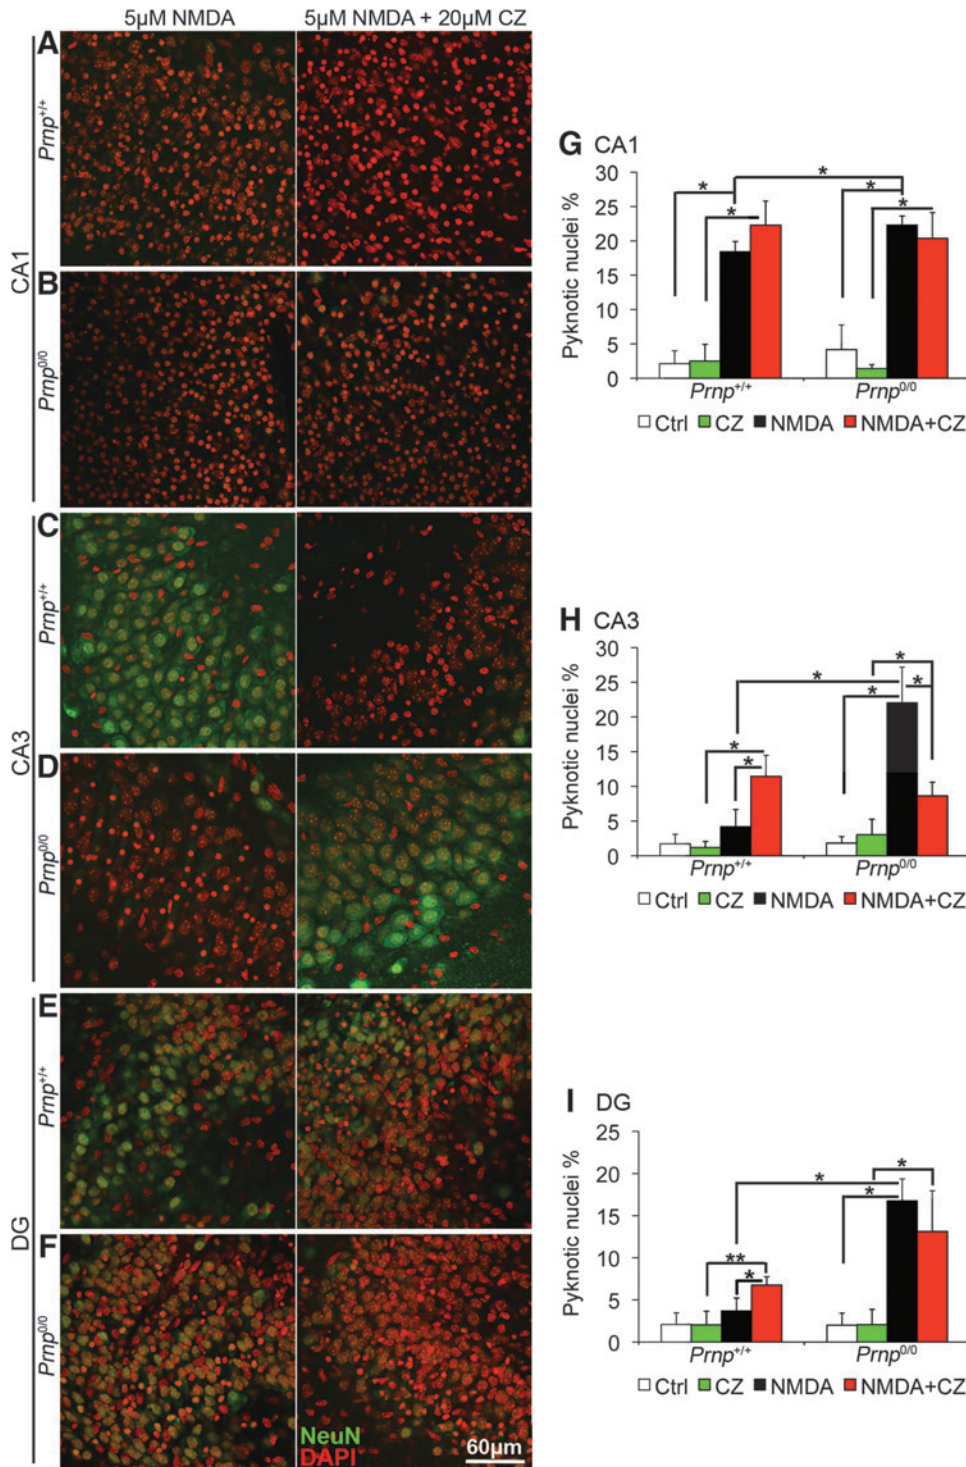 5µM NMDA 5µM NMDA + 20µM CZ
A
Prnp+/+
B
Prnp0/0
CA1
C
Prnp+/+
D
Prnp0/0
CA3
E
Prnp+/+
F
Prnp0/0
DG
NeuN
DAPI
60µm
G CA1
Pyknotic nuclei %
30
25
20
15
10
5
0
* * * * *
Prnp+/+ Prnp0/0
Ctrl CZ NMDA NMDA+CZ
H CA3
Pyknotic nuclei %
30
25
20
15
10
5
0
* * * * * *
Prnp+/+ Prnp0/0
Ctrl CZ NMDA NMDA+CZ
I DG
Pyknotic nuclei %
25
20
15
10
5
0
** * * * *
Prnp+/+ Prnp0/0
Ctrl CZ NMDA NMDA+CZ